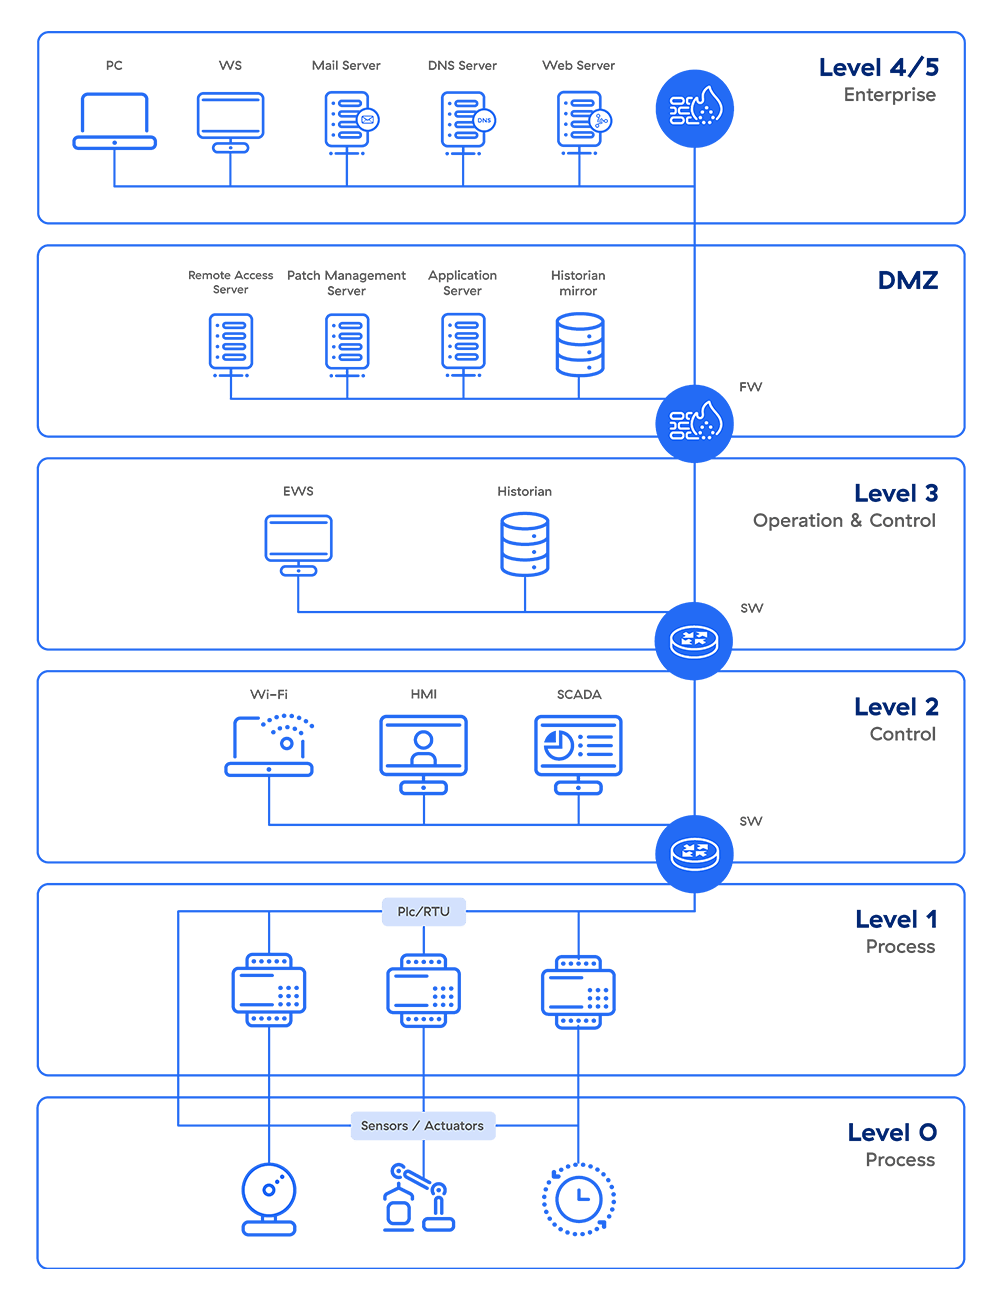 PC
WS
Mail Server
DNS Server
Web Server
Level 4/5
Enterprise
DNS
Remote Access
Server
Patch Management
Server
Application
Server
Historian
mirror
DMZ
FW
EWS
Historian
Level 3
Operation & Control
SW
Wi-Fi
HMI
SCADA
Level 2
Control
SW
Plc/RTU
Level 1
Process
Sensors / Actuators
Level 0
Process